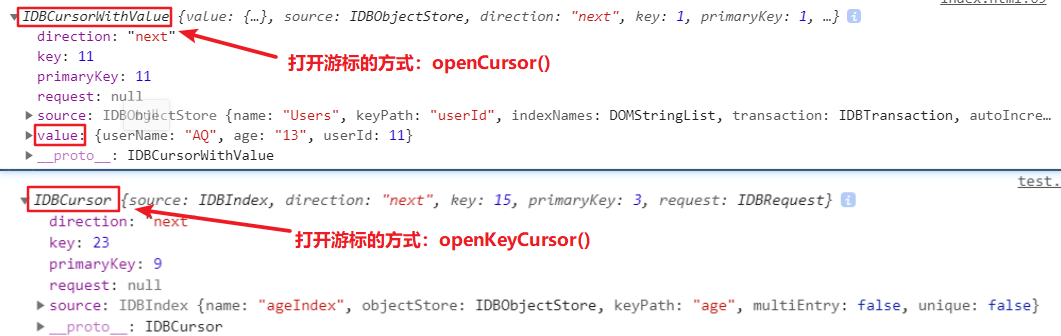 index.html:69
▼IDBCursorWithValue {value: {…}, source: IDBObjectStore, direction: "next", key: 1, primaryKey: 1, …} i
direction: "next"
打开游标的方式：openCursor()
key: 11
primaryKey: 11
request: null
▶source: IDBObjectStore {name: "Users", keyPath: "userId", indexNames: DOMStringList, transaction: IDBTransaction, autoIncre…
▶value: {userName: "AQ", age: "13", userId: 11}
▶__proto__: IDBCursorWithValue
test.
▼IDBCursor {source: IDBIndex, direction: "next", key: 15, primaryKey: 3, request: IDBRequest} i
direction: "next
打开游标的方式：openKeyCursor()
key: 23
primaryKey: 9
request: null
▶source: IDBIndex {name: "ageIndex", objectStore: IDBObjectStore, keyPath: "age", multiEntry: false, unique: false}
▶__proto__: IDBCursor